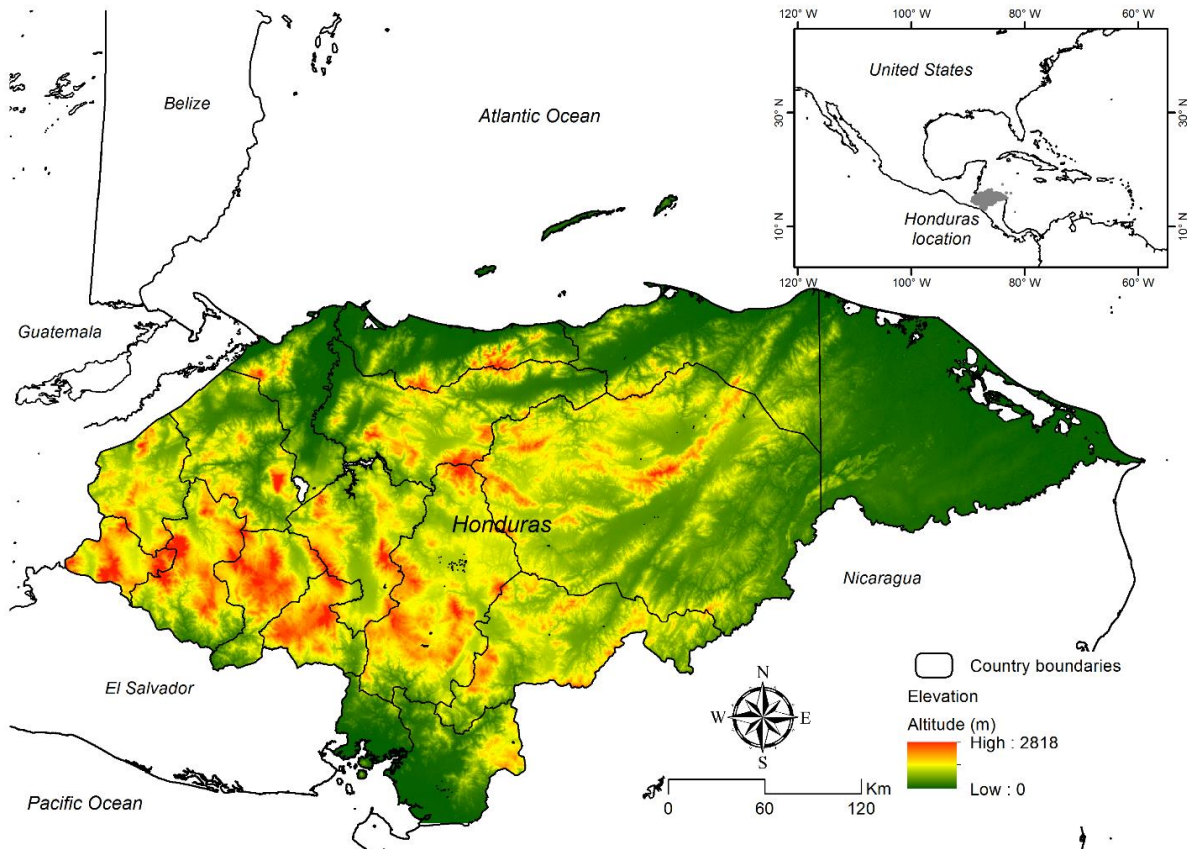 120° W 100° W 80° W 60° W
United States
Belize
Atlantic Ocean
30° N
30° N
Honduras
location
10° N
10° N
120° W 100° W 80° W 60° W
Guatemala
Honduras
Nicaragua
El Salvador
Country boundaries
N
Elevation
W E
Altitude (m)
High : 2818
S
Km
Low : 0
Pacific Ocean
0 60 120